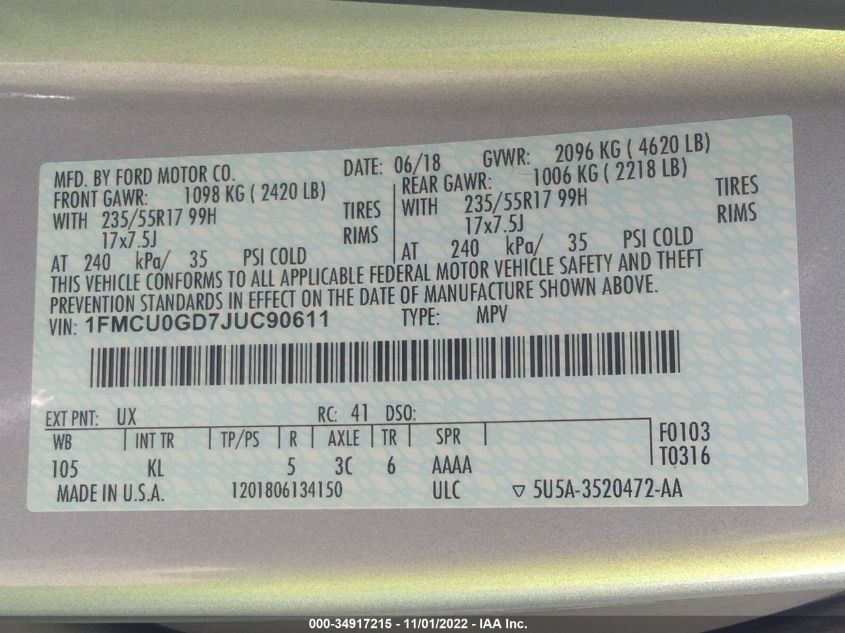 MFD. BY FORD MOTOR CO. DATE: 06/18 GVWR: 2096 KG ( 4620 LB)
FRONT GAWR: 1098 KG ( 2420 LB) REAR GAWR: 1006 KG ( 2218 LB)
WITH 235/55R17 99H TIRES WITH 235/55R17 99H TIRES
17x7.5J RIMS 17x7.5J RIMS
AT 240 kPa/ 35 PSI COLD AT 240 kPa/ 35 PSI COLD
THIS VEHICLE CONFORMS TO ALL APPLICABLE FEDERAL MOTOR VEHICLE SAFETY AND THEFT
PREVENTION STANDARDS IN EFFECT ON THE DATE OF MANUFACTURE SHOWN ABOVE.
VIN: 1FMCU0GD7JUC90611 TYPE: MPV
EXT PNT: UX RC: 41 DSO:
WB INT TR TP/PS R AXLE TR SPR F0103
105 KL 5 3C 6 AAAA T0316
MADE IN U.S.A. 1201806134150 ULC ▽ 5U5A-3520472-AA
000-34917215 - 11/01/2022 - IAA Inc.